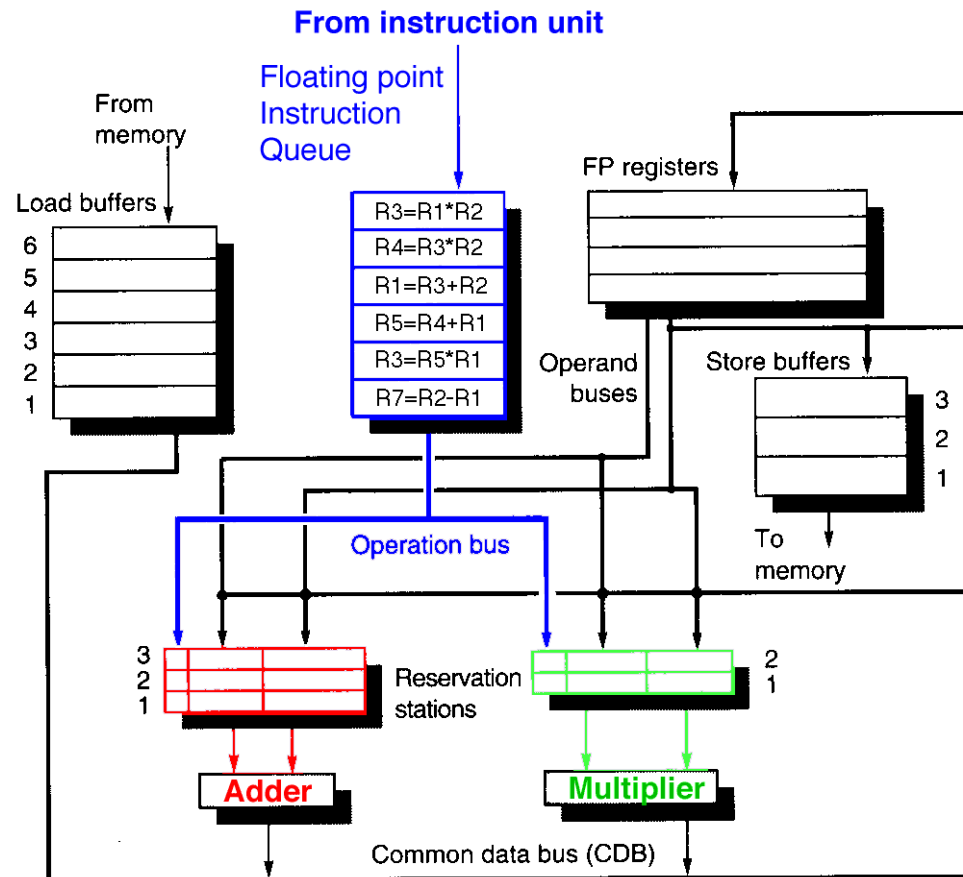 From instruction unit
Floating point
Instruction
Queue
From
memory
Load buffers
6
5
4
3
2
1
R3=R1*R2
R4=R3*R2
R1=R3+R2
R5=R4+R1
R3=R5*R1
R7=R2-R1
FP registers
Operand
buses
Store buffers
3
2
1
To
memory
Operation bus
3
2
1
Reservation
stations
2
1
Adder
Multiplier
Common data bus (CDB)